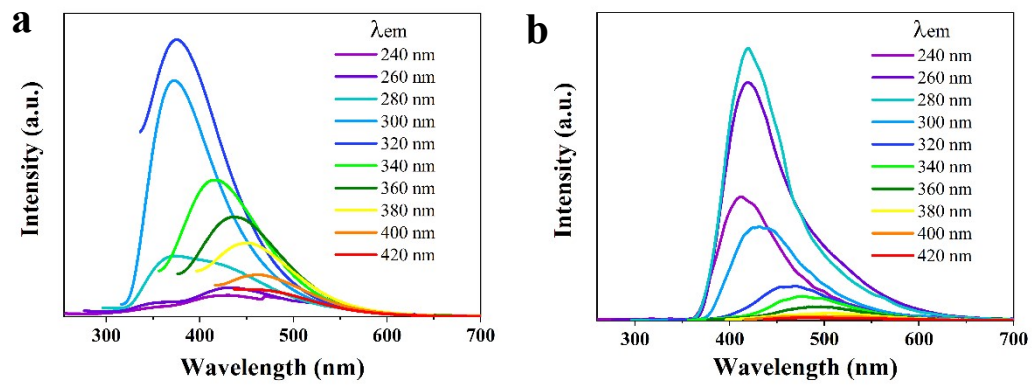 a
λem
240 nm
260 nm
280 nm
300 nm
320 nm
340 nm
360 nm
380 nm
400 nm
420 nm
Intensity (a.u.)
300 400 500 600 700
Wavelength (nm)
b
λem
240 nm
260 nm
280 nm
300 nm
320 nm
340 nm
360 nm
380 nm
400 nm
420 nm
Intensity (a.u.)
300 400 500 600 700
Wavelength (nm)